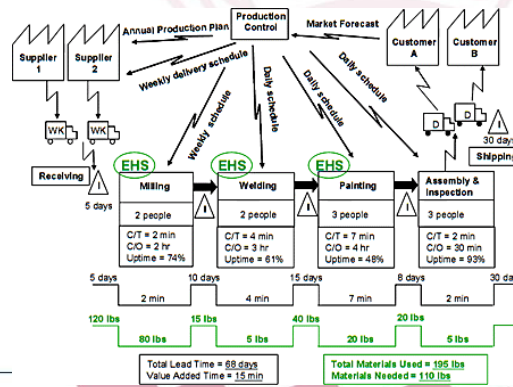 Production
Control
Annual Production Plan
Market Forecast
Supplier
1
Supplier
2
Customer
A
Customer
B
Weekly delivery schedule
Weekly schedule
Daily schedule
Daily schedule
Daily schedule
WK
WK
D
D
I
30 days
Receiving
Shipping
I
5 days
EHS
EHS
EHS
Milling
Welding
Painting
Assembly &
Inspection
I
I
I
2 people
2 people
3 people
3 people
C/T = 2 min
C/O = 2 hr
Uptime = 74%
C/T = 4 min
C/O = 3 hr
Uptime = 61%
C/T = 7 min
C/O = 4 hr
Uptime = 48%
C/T = 2 min
C/O = 30 min
Uptime = 93%
5 days
10 days
15 days
8 days
30 da
2 min
4 min
7 min
2 min
120 lbs
15 lbs
40 lbs
20 lbs
80 lbs
5 lbs
20 lbs
5 lbs
Total Lead Time = 68 days
Value Added Time = 15 min
Total Materials Used = 195 lbs
Materials Needed = 110 lbs